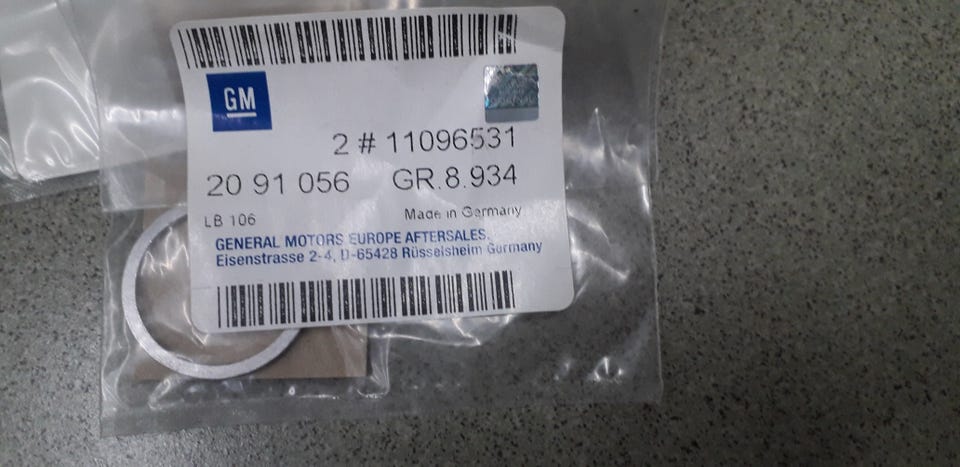 GM
2 # 11096531
20 91 056 GR.8.934
LB 106 Made in Germany
GENERAL MOTORS EUROPE AFTERSALES.
Eisenstrasse 2-4, D-65428 Rüsselsheim Germany